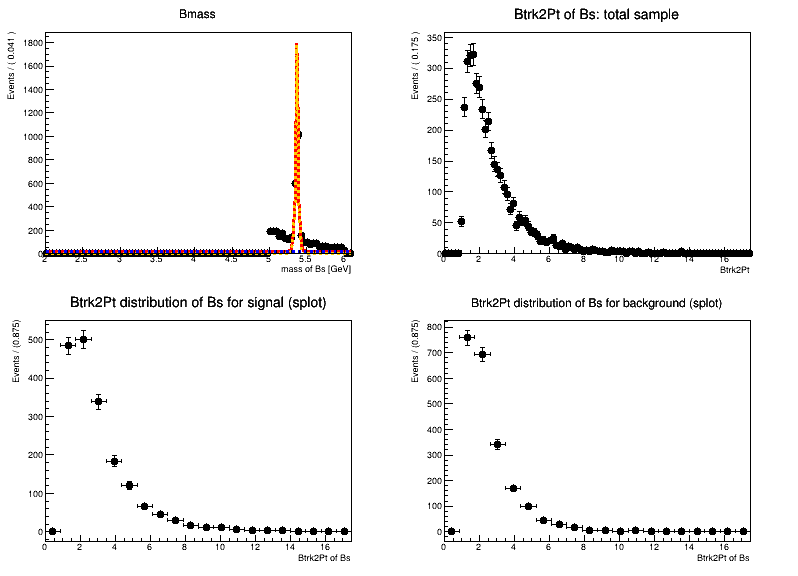 Bmass
Events / ( 0.041 )
1800
1600
1400
1200
1000
800
600
400
200
0
2 2.5 3 3.5 4 4.5 5 5.5 6
mass of Bs [GeV]
Btrk2Pt of Bs: total sample
Events / ( 0.175 )
350
300
250
200
150
100
50
0
0 2 4 6 8 10 12 14 16
Btrk2Pt
Btrk2Pt distribution of Bs for signal (splot)
Events / (0.875)
500
400
300
200
100
0
0 2 4 6 8 10 12 14 16
Btrk2Pt of Bs
Btrk2Pt distribution of Bs for background (splot)
Events / (0.875)
800
700
600
500
400
300
200
100
0
0 2 4 6 8 10 12 14 16
Btrk2Pt of Bs